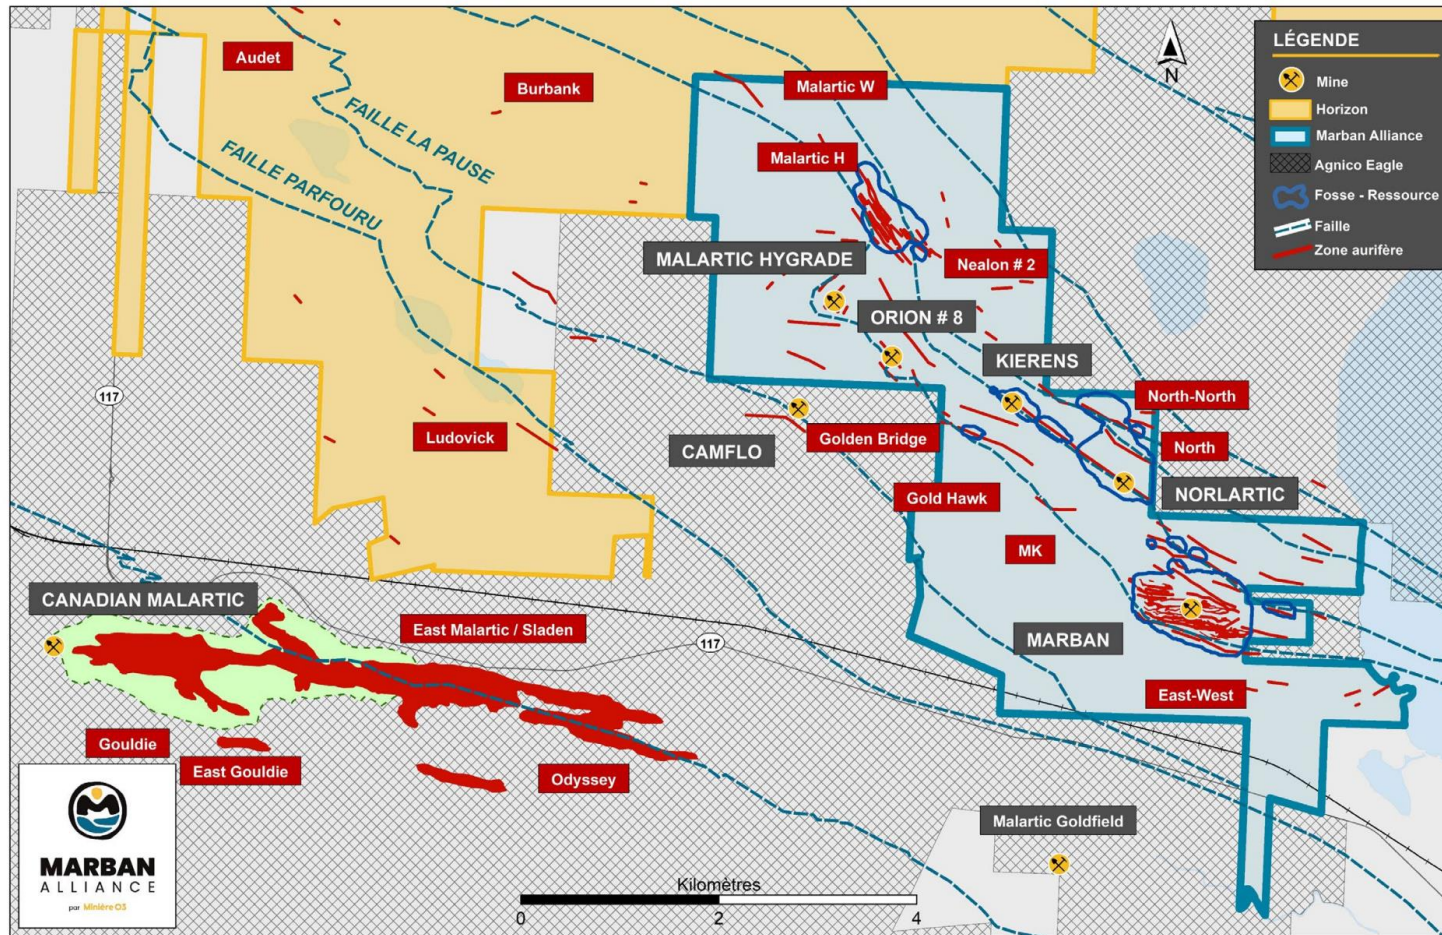 Audet
Burbank
Malartic W
N
LÉGENDE
Mine
Horizon
Marban Alliance
Agnico Eagle
Fosse - Ressource
Faille
Zone aurifère
FAILLE LA PAUSE
FAILLE PARFOURU
Malartic H
MALARTIC HYGRADE
Nealon # 2
ORION # 8
KIERENS
117
North-North
Ludovick
CAMFLO
Golden Bridge
North
Gold Hawk
NORLARTIC
MK
CANADIAN MALARTIC
East Malartic / Sladen
117
MARBAN
East-West
Gouldie
East Gouldie
Odyssey
Malartic Goldfield
MARBAN
ALLIANCE
par Minière O3
Kilomètres
0 2 4